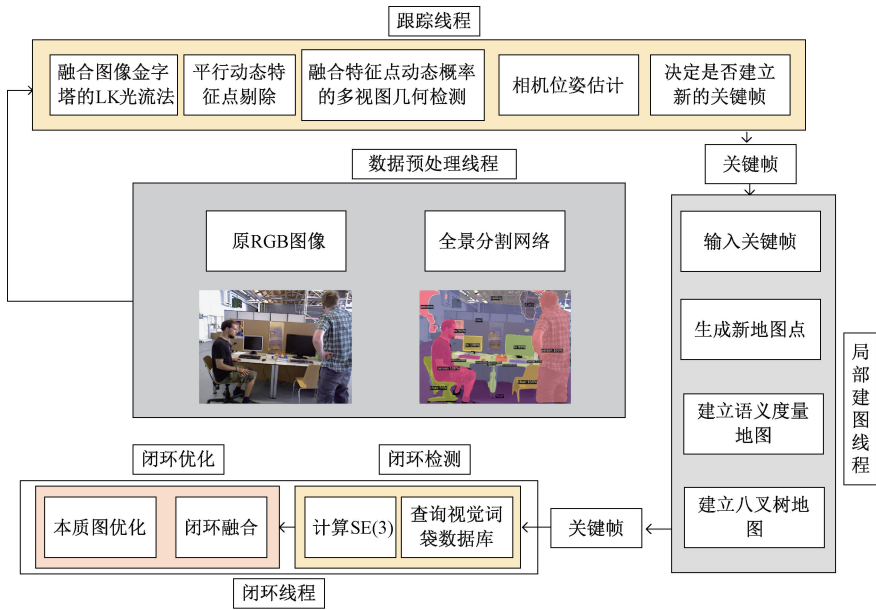 跟踪线程
融合图像金字
塔的LK光流法
平行动态特
征点剔除
融合特征点动态概率
的多视图几何检测
相机位姿估计
决定是否建立
新的关键帧
关键帧
数据预处理线程
原RGB图像
全景分割网络
输入关键帧
生成新地图点
建立语义度量
地图
建立八叉树地
图
局部建图线程
关键帧
闭环检测
查询视觉词
袋数据库
计算SE(3)
闭环优化
闭环融合
本质图优化
闭环线程